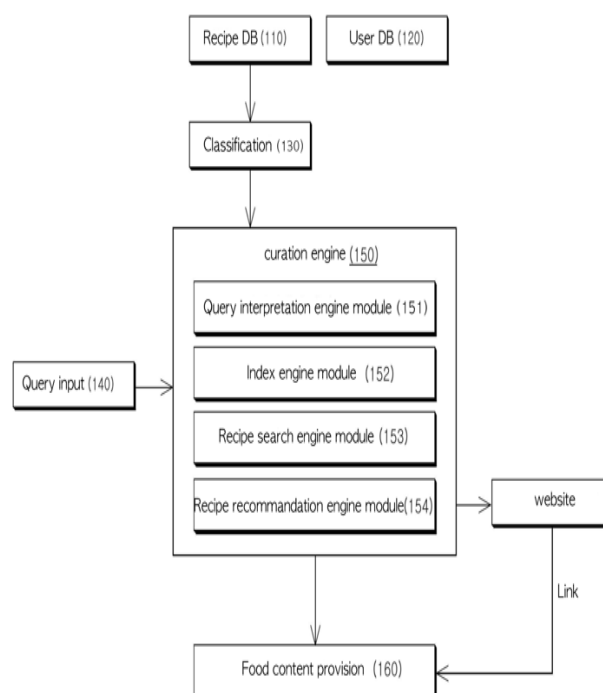 Recipe DB (110)
User DB (120)
Classification (130)
curation engine (150)
Query interpretation engine module (151)
Index engine module (152)
Query input (140)
Recipe search engine module (153)
Recipe recommandation engine module(154)
website
Link
Food content provision (160)